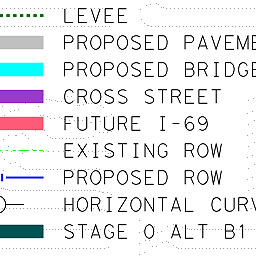 LEVEE
PROPOSED PAVEME
PROPOSED BRIDGE
CROSS STREET
FUTURE I-69
EXISTING ROW
PROPOSED ROW
HORIZONTAL CURV
STAGE 0 ALT B1